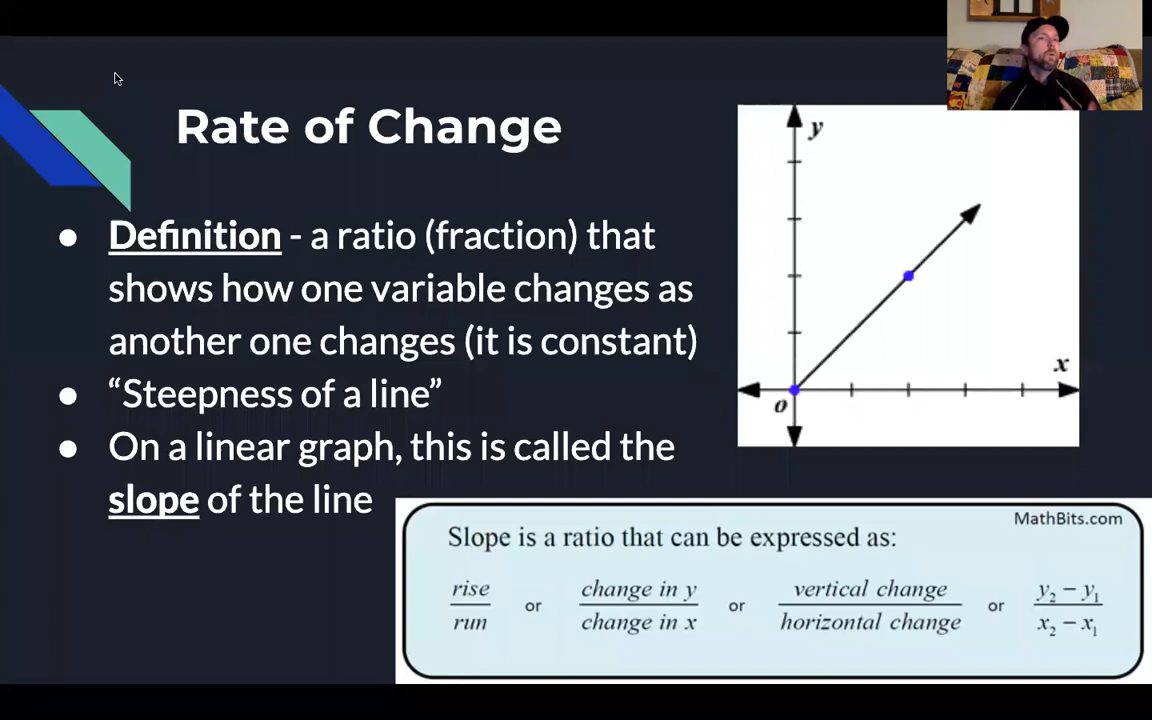 Rate of Change
● Definition - a ratio (fraction) that
shows how one variable changes as
another one changes (it is constant)
● “Steepness of a line”
● On a linear graph, this is called the
slope of the line
y
x
o
MathBits.com
Slope is a ratio that can be expressed as:
rise/run or change in y/change in x or vertical change/horizontal change or y₂ − y₁/x₂ − x₁